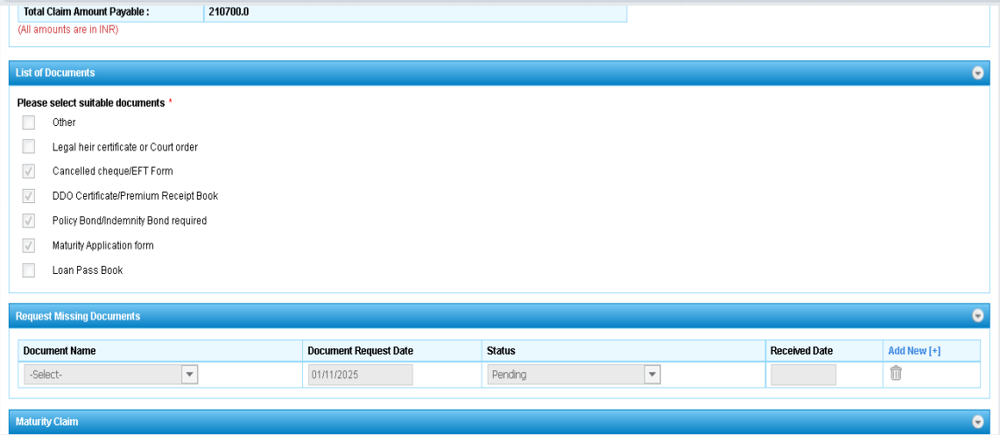 Total Claim Amount Payable : 210700.0
(All amounts are in INR)
List of Documents
Please select suitable documents *
Other
Legal heir certificate or Court order
Cancelled cheque/EFT Form
DDO Certificate/Premium Receipt Book
Policy Bond/Indemnity Bond required
Maturity Application form
Loan Pass Book
Request Missing Documents
Document Name Document Request Date Status Received Date Add New [+]
-Select- 01/11/2025 Pending
Maturity Claim